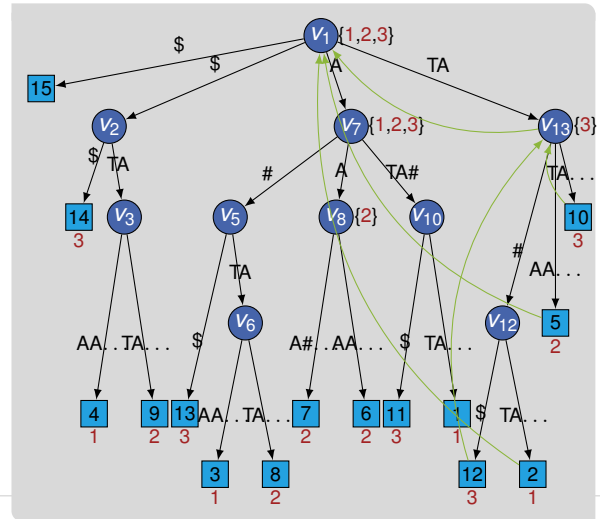 v1 {1,2,3}
$ $ A TA
15
v2 v7 {1,2,3} v13 {3}
$ TA # A TA# # AA... TA...
14 v3 v5 v8 {2} v10 10
3 3
TA
v6 v12 5
2
AA... TA... $ A#... AA... $ TA...
4 9 13 AA... TA... 7 6 11 1 $ TA...
1 2 3 2 2 3 1
3 8 12 2
1 2 3 1